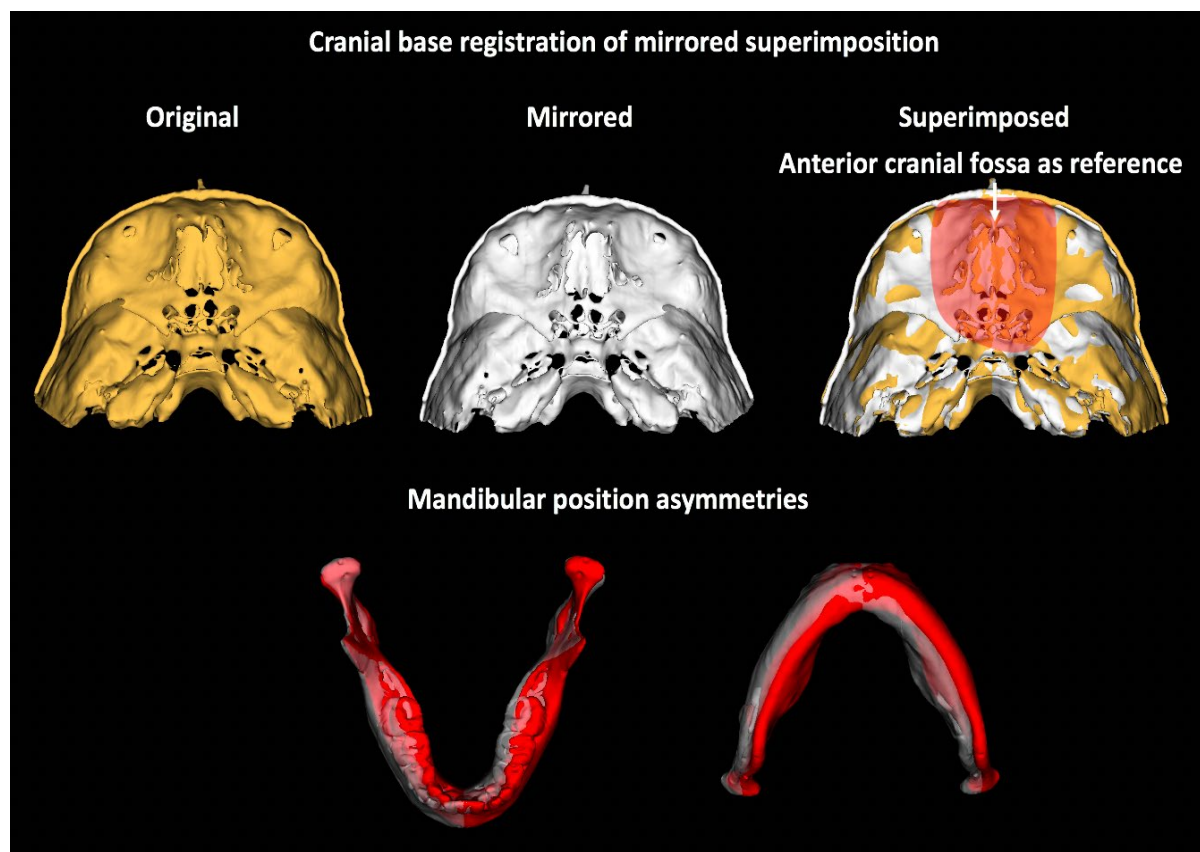 Cranial base registration of mirrored superimposition
Original
Mirrored
Superimposed
Anterior cranial fossa as reference
Mandibular position asymmetries